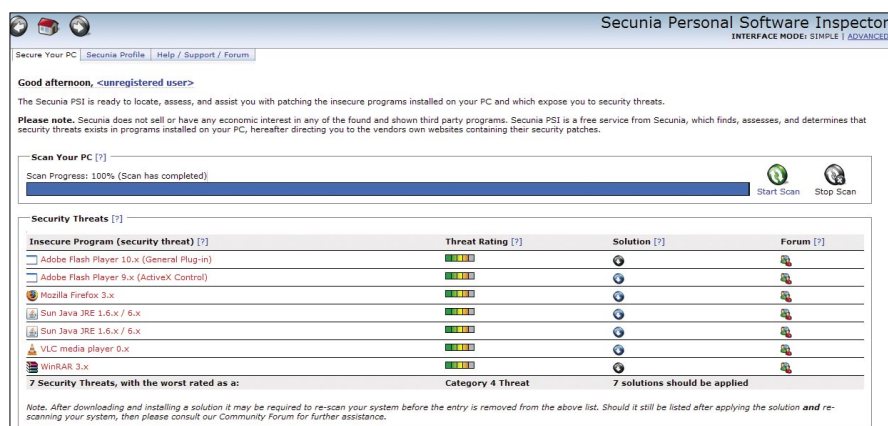 Secunia Personal Software Inspector
INTERFACE MODE: SIMPLE | ADVANCED
Secure Your PC Secunia Profile Help / Support / Forum
Good afternoon, <unregistered user>
The Secunia PSI is ready to locate, assess, and assist you with patching the insecure programs installed on your PC and which expose you to security threats.
Please note. Secunia does not sell or have any economic interest in any of the found and shown third party programs. Secunia PSI is a free service from Secunia, which finds, assesses, and determines that
security threats exists in programs installed on your PC, hereafter directing you to the vendors own websites containing their security patches.
Scan Your PC [?]
Scan Progress: 100% (Scan has completed)
Start Scan Stop Scan
Security Threats [?]
Insecure Program (security threat) [?] Threat Rating [?] Solution [?] Forum [?]
Adobe Flash Player 10.x (General Plug-in)
Adobe Flash Player 9.x (ActiveX Control)
Mozilla Firefox 3.x
Sun Java JRE 1.6.x / 6.x
Sun Java JRE 1.6.x / 6.x
VLC media player 0.x
WinRAR 3.x
7 Security Threats, with the worst rated as a: Category 4 Threat 7 solutions should be applied
Note. After downloading and installing a solution it may be required to re-scan your system before the entry is removed from the above list. Should it still be listed after applying the solution and re-
scanning your system, then please consult our Community Forum for further assistance.